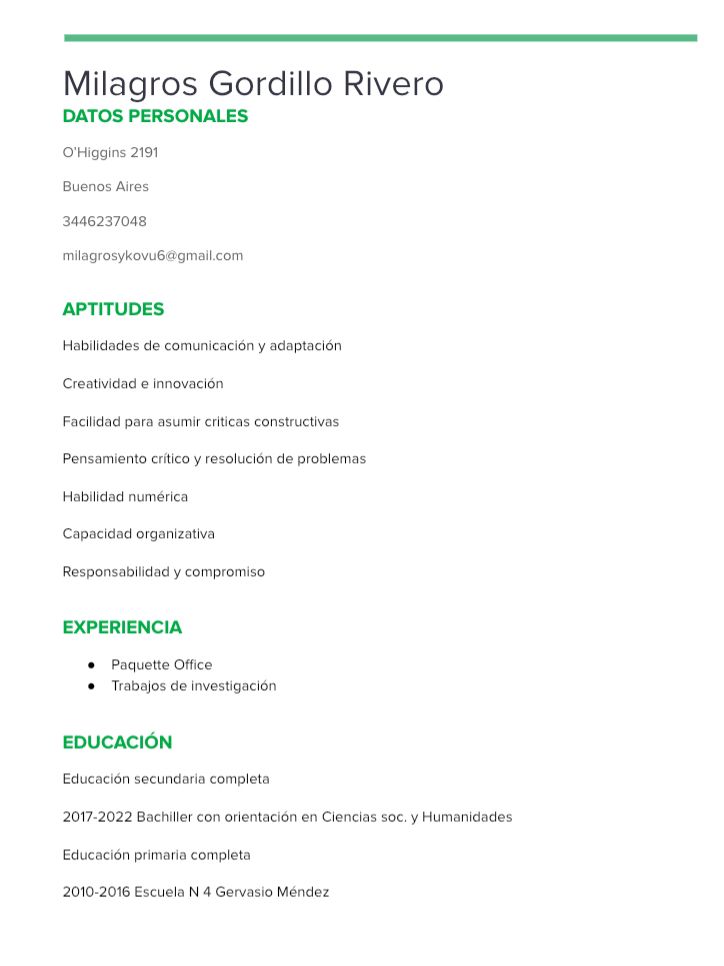 Milagros Gordillo Rivero
DATOS PERSONALES
O'Higgins 2191
Buenos Aires
3446237048
milagrosykovu6@gmail.com
APTITUDES
Habilidades de comunicación y adaptación
Creatividad e innovación
Facilidad para asumir criticas constructivas
Pensamiento crítico y resolución de problemas
Habilidad numérica
Capacidad organizativa
Responsabilidad y compromiso
EXPERIENCIA
● Paquette Office
● Trabajos de investigación
EDUCACIÓN
Educación secundaria completa
2017-2022 Bachiller con orientación en Ciencias soc. y Humanidades
Educación primaria completa
2010-2016 Escuela N 4 Gervasio Méndez